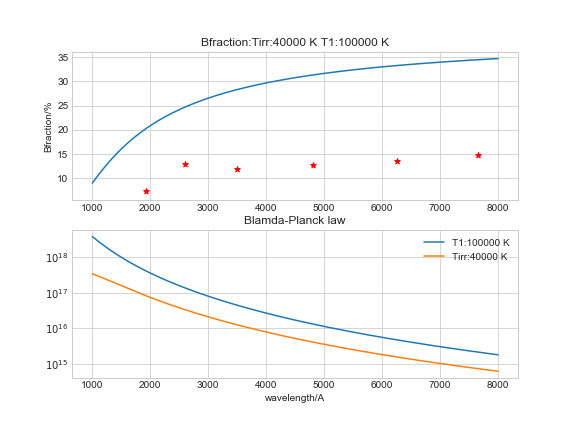 Bfraction:Tirr:40000 K T1:100000 K
35
30
25
20
15
10
Bfraction/%
1000 2000 3000 4000 5000 6000 7000 8000
Blamda-Planck law
T1:100000 K
Tirr:40000 K
10^18
10^17
10^16
10^15
1000 2000 3000 4000 5000 6000 7000 8000
wavelength/A